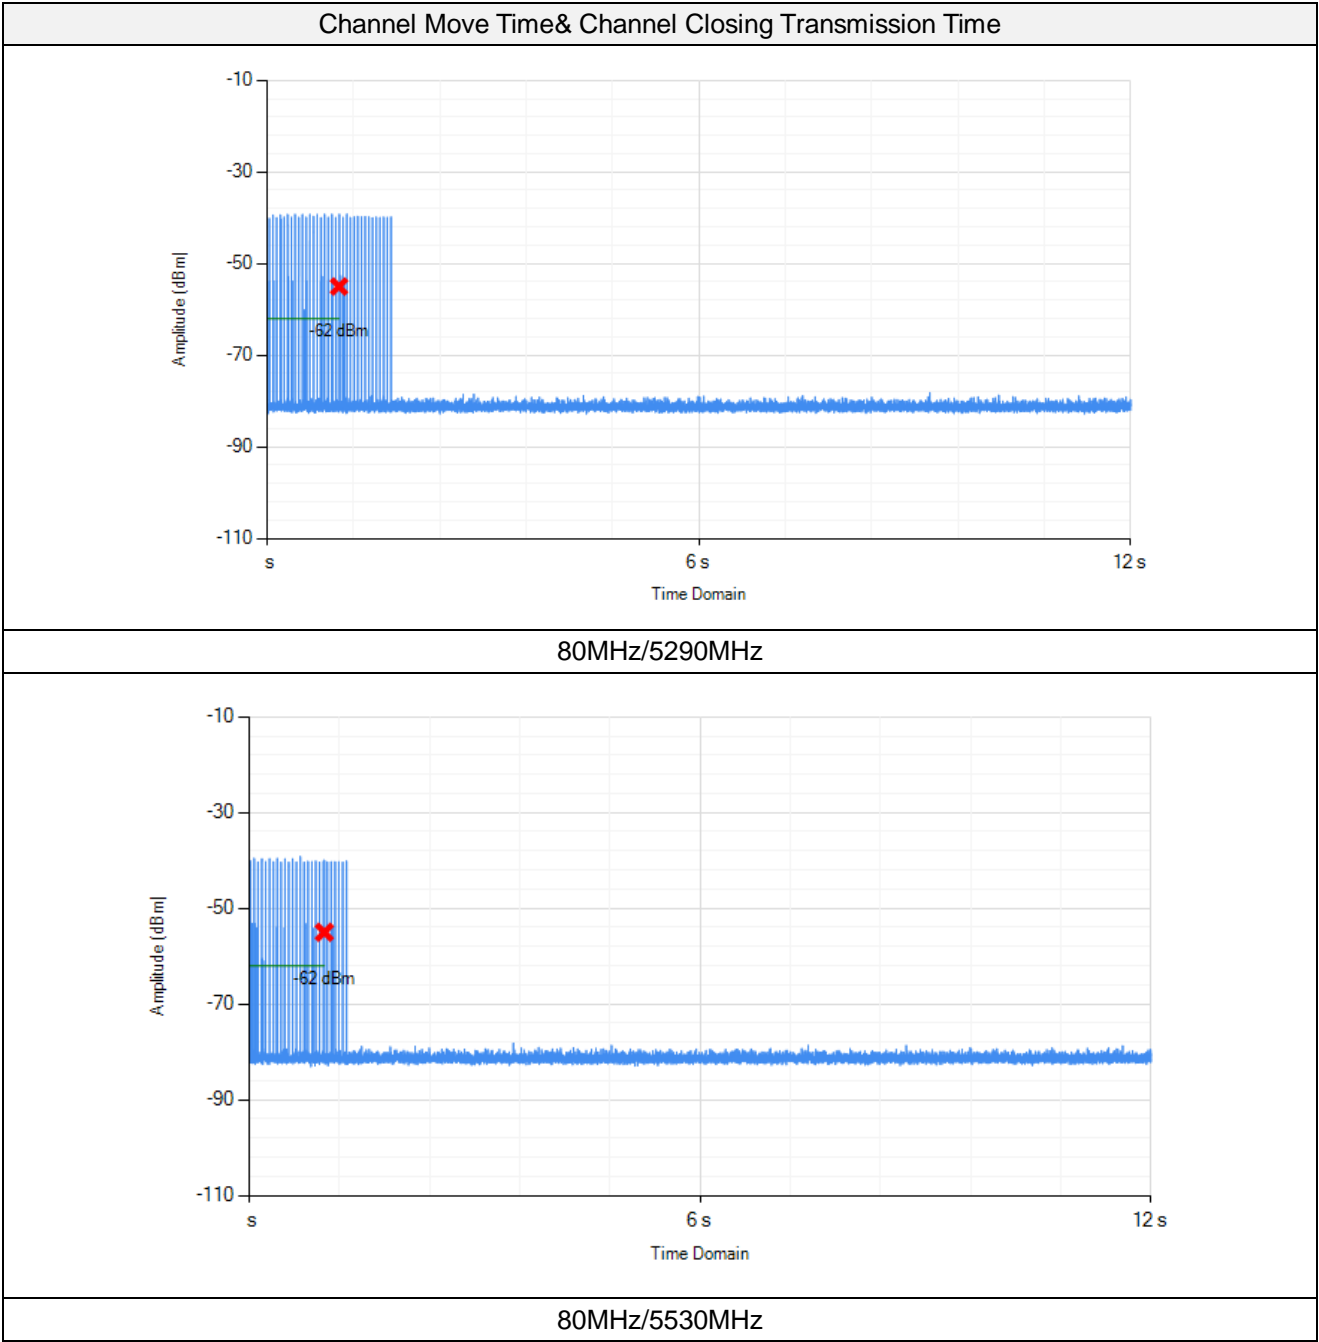 Channel Move Time& Channel Closing Transmission Time
-10
-30
-50
-70
-90
-110
Amplitude [dBm]
-62 dBm
s
6 s
12 s
Time Domain
80MHz/5290MHz
-10
-30
-50
-70
-90
-110
Amplitude [dBm]
-62 dBm
s
6 s
12 s
Time Domain
80MHz/5530MHz